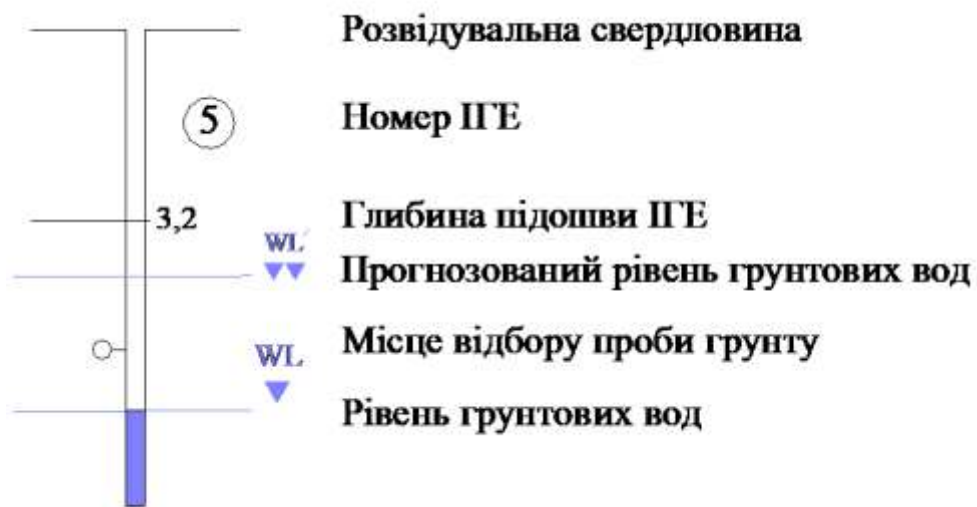 Розвідувальна свердловина
5 Номер ІГЕ
3,2 Глибина підошви ІГЕ
WL'
Прогнозований рівень грунтових вод
Місце відбору проби грунту
WL
Рівень грунтових вод